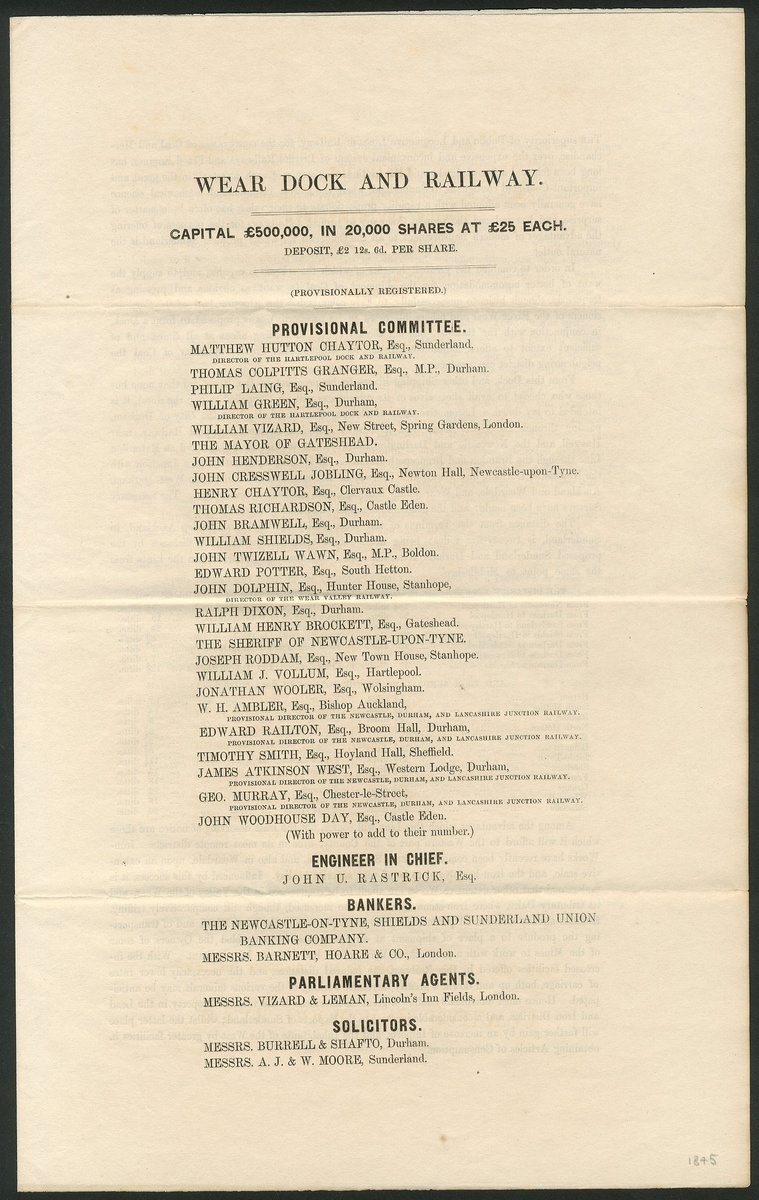 WEAR DOCK AND RAILWAY.
CAPITAL £500,000, IN 20,000 SHARES AT £25 EACH.
DEPOSIT, £2 12s. 6d. PER SHARE.
(PROVISIONALLY REGISTERED.)
PROVISIONAL COMMITTEE.
MATTHEW HUTTON CHAYTOR, Esq., Sunderland,
DIRECTOR OF THE HARTLEPOOL DOCK AND RAILWAY.
THOMAS COLPITTS GRANGER, Esq., M.P., Durham.
PHILIP LAING, Esq., Sunderland.
WILLIAM GREEN, Esq., Durham,
DIRECTOR OF THE HARTLEPOOL DOCK AND RAILWAY.
WILLIAM VIZARD, Esq., New Street, Spring Gardens, London.
THE MAYOR OF GATESHEAD.
JOHN HENDERSON, Esq., Durham.
JOHN CRESSWELL JOBLING, Esq., Newton Hall, Newcastle-upon-Tyne.
HENRY CHAYTOR, Esq., Clervaux Castle.
THOMAS RICHARDSON, Esq., Castle Eden.
JOHN BRAMWELL, Esq., Durham.
WILLIAM SHIELDS, Esq., Durham.
JOHN TWIZELL WAWN, Esq., M.P., Boldon.
EDWARD POTTER, Esq., South Hetton.
JOHN DOLPHIN, Esq., Hunter House, Stanhope,
DIRECTOR OF THE WEAR VALLEY RAILWAY.
RALPH DIXON, Esq., Durham.
WILLIAM HENRY BROCKETT, Esq., Gateshead.
THE SHERIFF OF NEWCASTLE-UPON-TYNE.
JOSEPH RODDAM, Esq., New Town House, Stanhope.
WILLIAM J. VOLLUM, Esq., Hartlepool.
JONATHAN WOOLER, Esq., Wolsingham.
W. H. AMBLER, Esq., Bishop Auckland,
PROVISIONAL DIRECTOR OF THE NEWCASTLE, DURHAM, AND LANCASHIRE JUNCTION RAILWAY.
EDWARD RAILTON, Esq., Broom Hall, Durham,
PROVISIONAL DIRECTOR OF THE NEWCASTLE, DURHAM, AND LANCASHIRE JUNCTION RAILWAY.
TIMOTHY SMITH, Esq., Hoyland Hall, Sheffield.
JAMES ATKINSON WEST, Esq., Western Lodge, Durham,
PROVISIONAL DIRECTOR OF THE NEWCASTLE, DURHAM, AND LANCASHIRE JUNCTION RAILWAY.
GEO. MURRAY, Esq., Chester-le-Street,
PROVISIONAL DIRECTOR OF THE NEWCASTLE, DURHAM, AND LANCASHIRE JUNCTION RAILWAY.
JOHN WOODHOUSE DAY, Esq., Castle Eden.
(With power to add to their number.)
ENGINEER IN CHIEF.
JOHN U. RASTRICK, Esq.
BANKERS.
THE NEWCASTLE-ON-TYNE, SHIELDS AND SUNDERLAND UNION
BANKING COMPANY.
MESSRS. BARNETT, HOARE & CO., London.
PARLIAMENTARY AGENTS.
MESSRS. VIZARD & LEMAN, Lincoln's Inn Fields, London.
SOLICITORS.
MESSRS. BURRELL & SHAFTO, Durham.
MESSRS. A. J. & W. MOORE, Sunderland.
1845